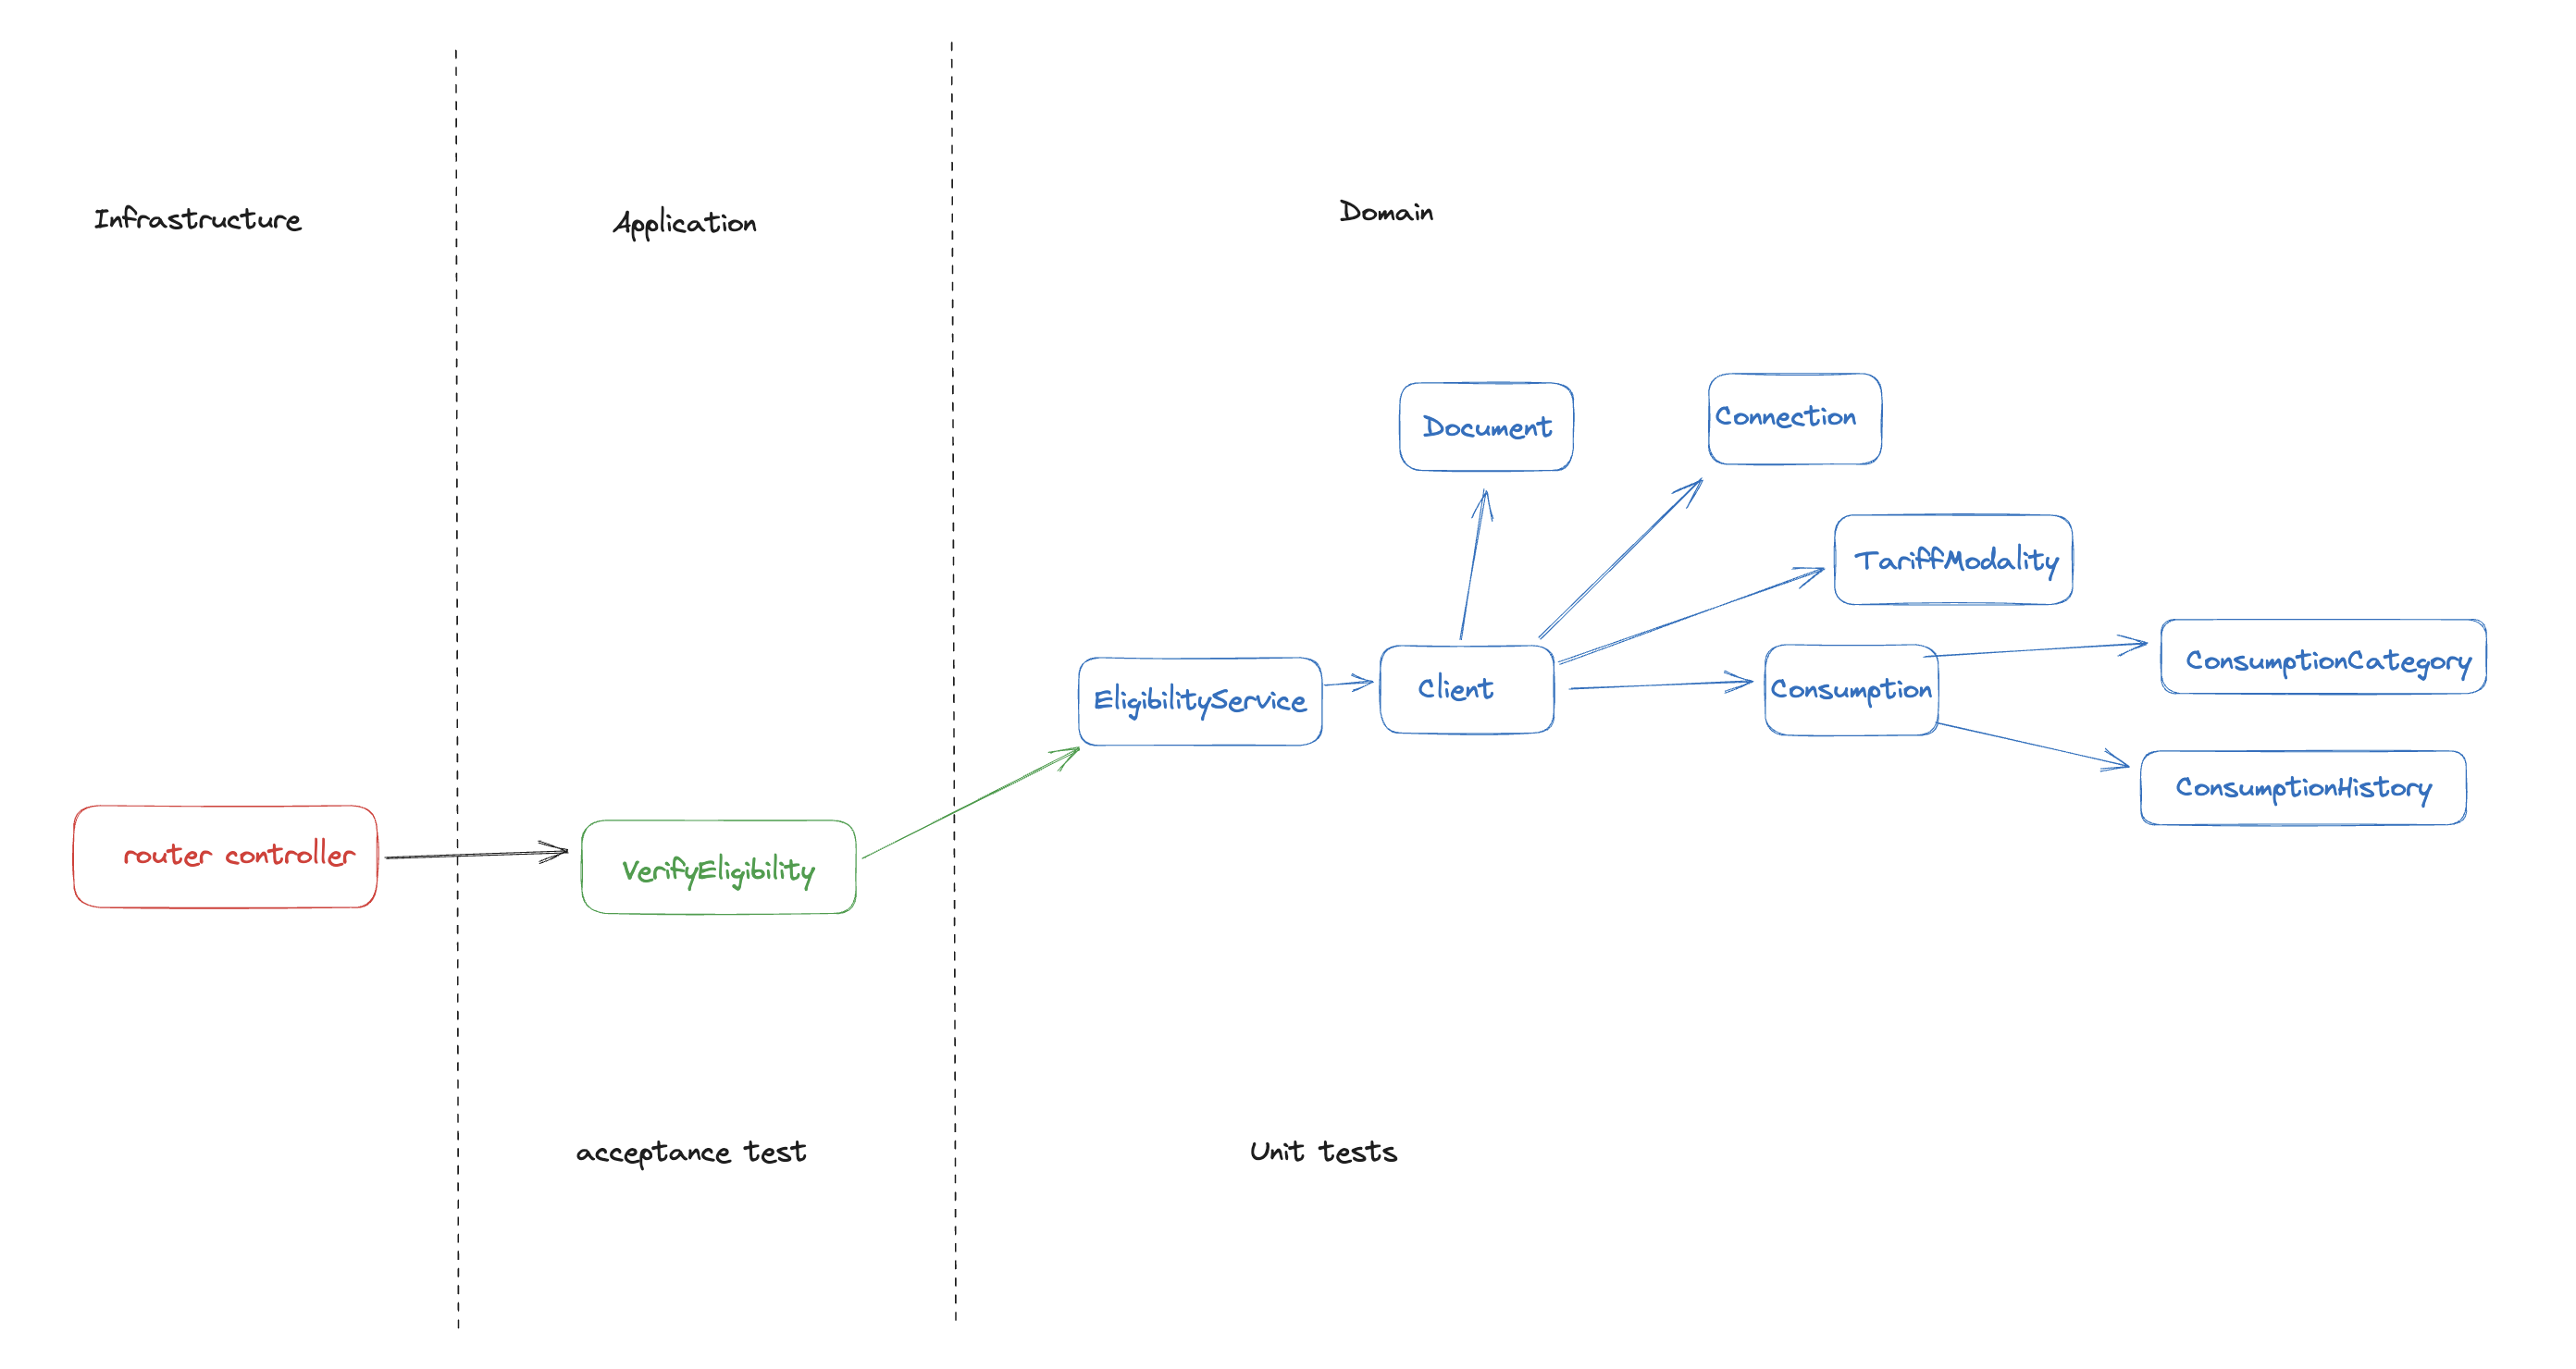 Infrastructure
Application
Domain
Document
Connection
TariffModality
ConsumptionCategory
EligibilityService
Client
Consumption
ConsumptionHistory
router controller
VerifyEligibility
acceptance test
Unit tests